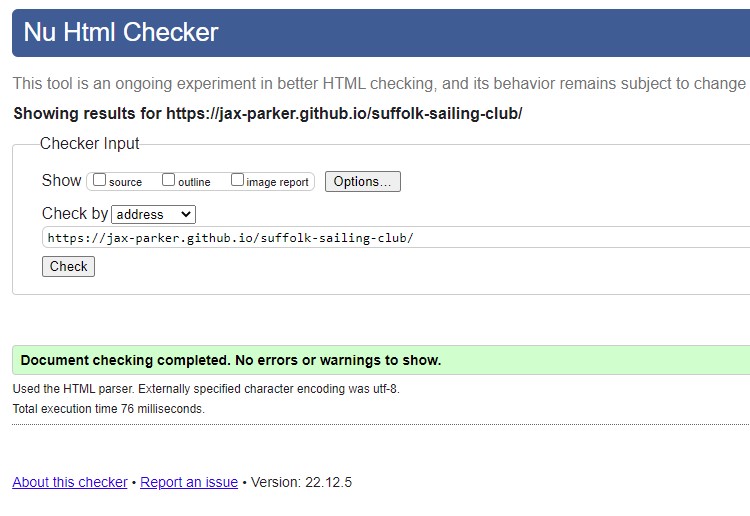 Nu Html Checker
This tool is an ongoing experiment in better HTML checking, and its behavior remains subject to change
Showing results for https://jax-parker.github.io/suffolk-sailing-club/
Checker Input
Show source outline image report Options...
Check by address
https://jax-parker.github.io/suffolk-sailing-club/
Check
Document checking completed. No errors or warnings to show.
Used the HTML parser. Externally specified character encoding was utf-8.
Total execution time 76 milliseconds.
About this checker • Report an issue • Version: 22.12.5